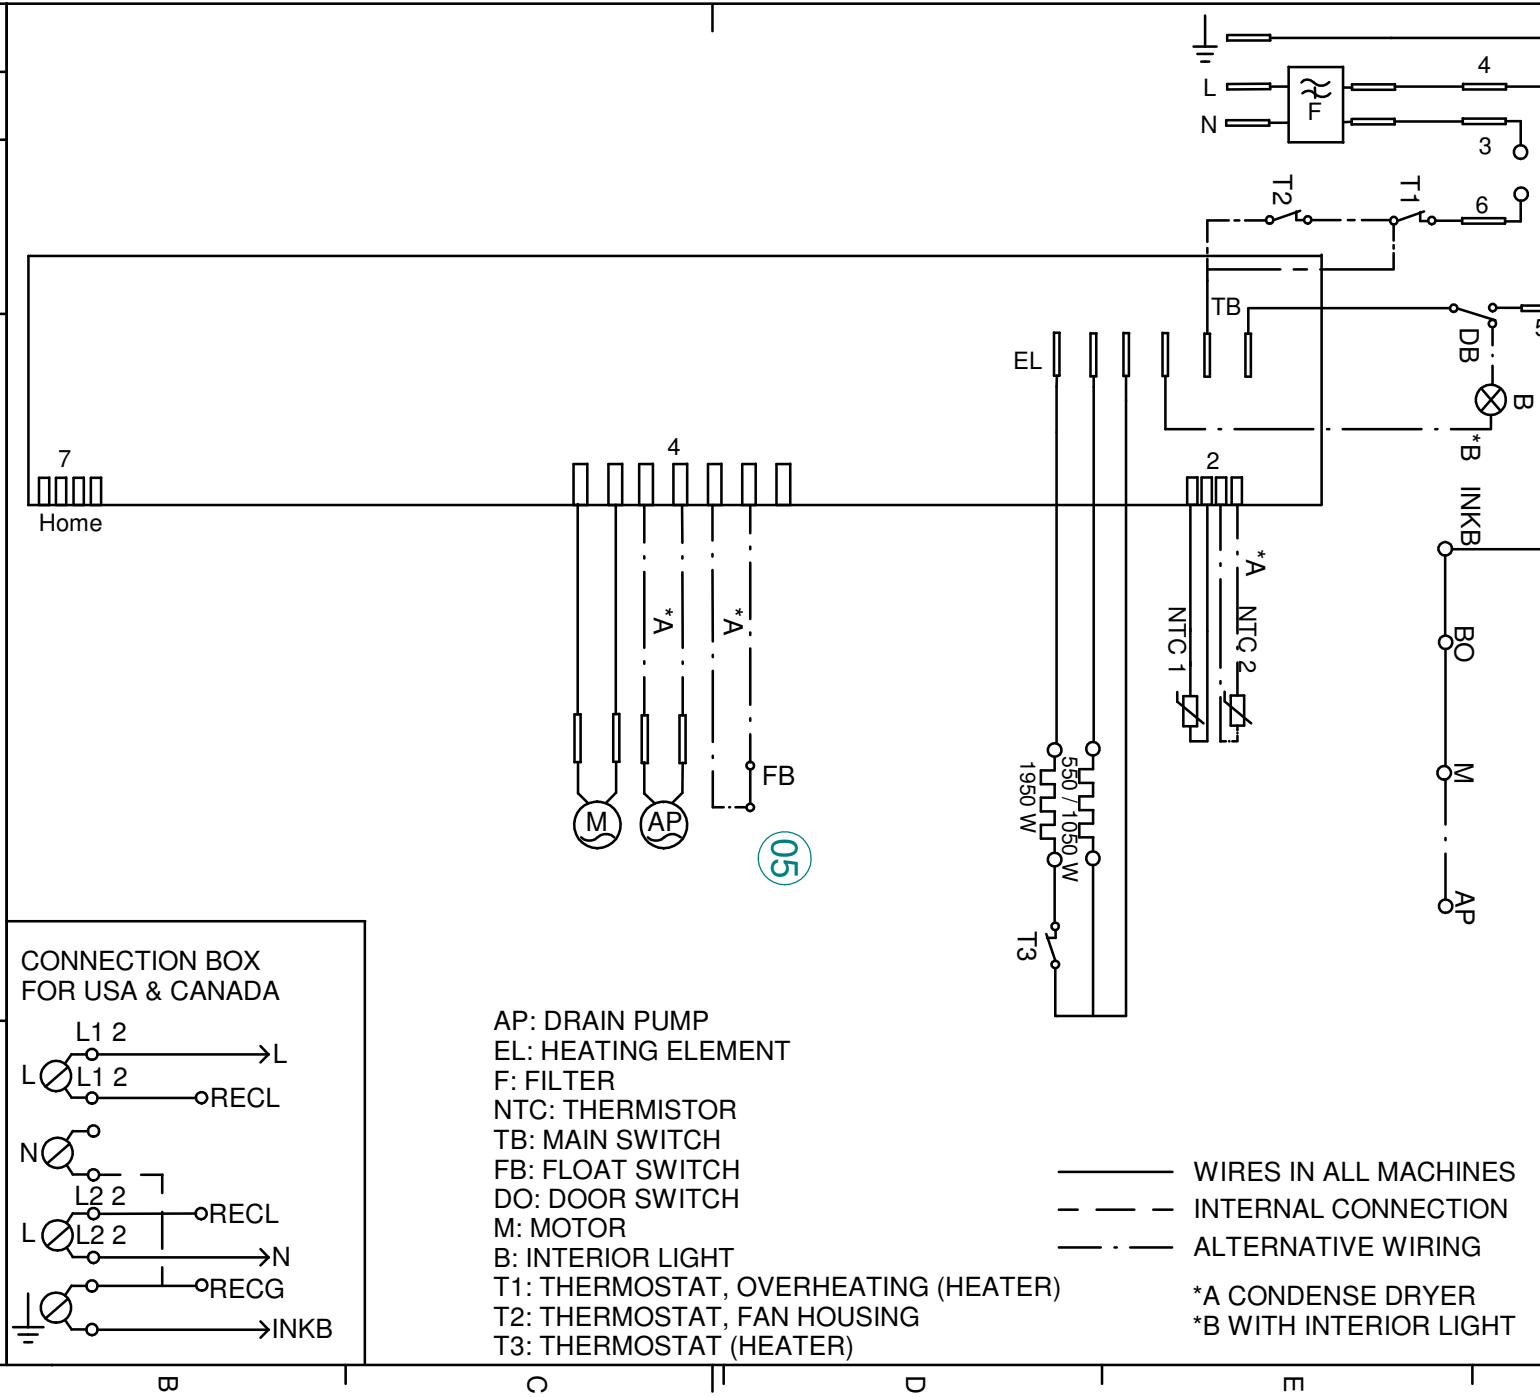 L
F
4
N
3
T2
T1
6
TB
EL
DB
B
*B
7
4
2
Home
INKB
*A
*A
*A
NTC 1
NTC 2
BO
FB
M
AP
M
1950 W
550 / 1050 W
05
AP
T3
CONNECTION BOX
FOR USA & CANADA
L1 2
L
L
L1 2
RECL
N
L2 2
RECL
L
L2 2
N
RECG
INKB
AP: DRAIN PUMP
EL: HEATING ELEMENT
F: FILTER
NTC: THERMISTOR
TB: MAIN SWITCH
FB: FLOAT SWITCH
DO: DOOR SWITCH
M: MOTOR
B: INTERIOR LIGHT
T1: THERMOSTAT, OVERHEATING (HEATER)
T2: THERMOSTAT, FAN HOUSING
T3: THERMOSTAT (HEATER)
WIRES IN ALL MACHINES
INTERNAL CONNECTION
ALTERNATIVE WIRING
*A CONDENSE DRYER
*B WITH INTERIOR LIGHT
B
C
D
E